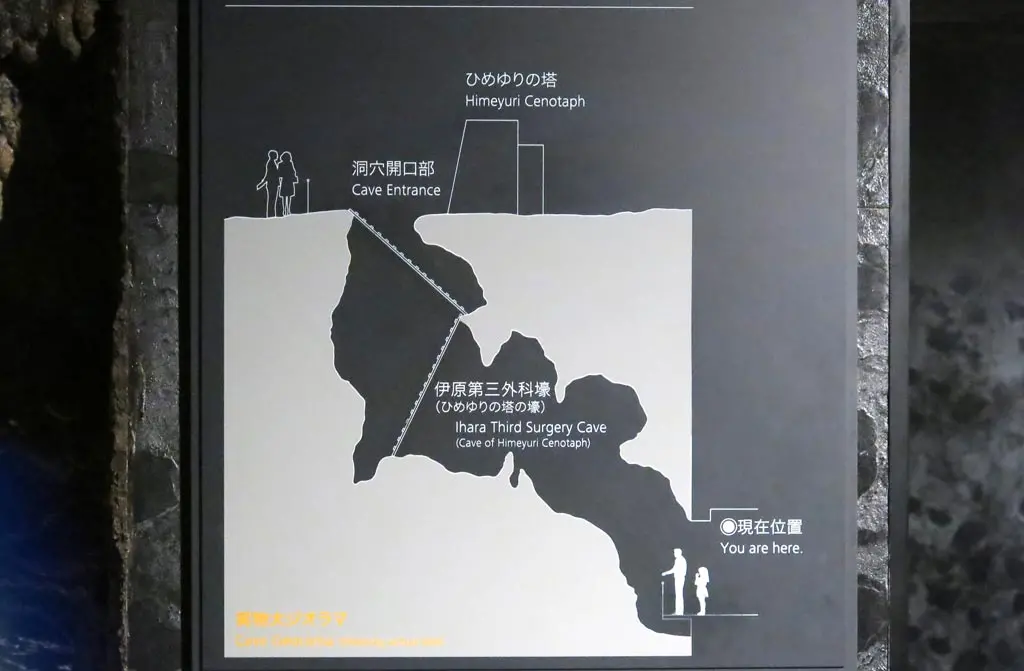 ひめゆりの塔
Himeyuri Cenotaph
洞穴開口部
Cave Entrance
伊原第三外科壕
（ひめゆりの塔の壕）
Ihara Third Surgery Cave
(Cave of Himeyuri Cenotaph)
◉現在位置
You are here.